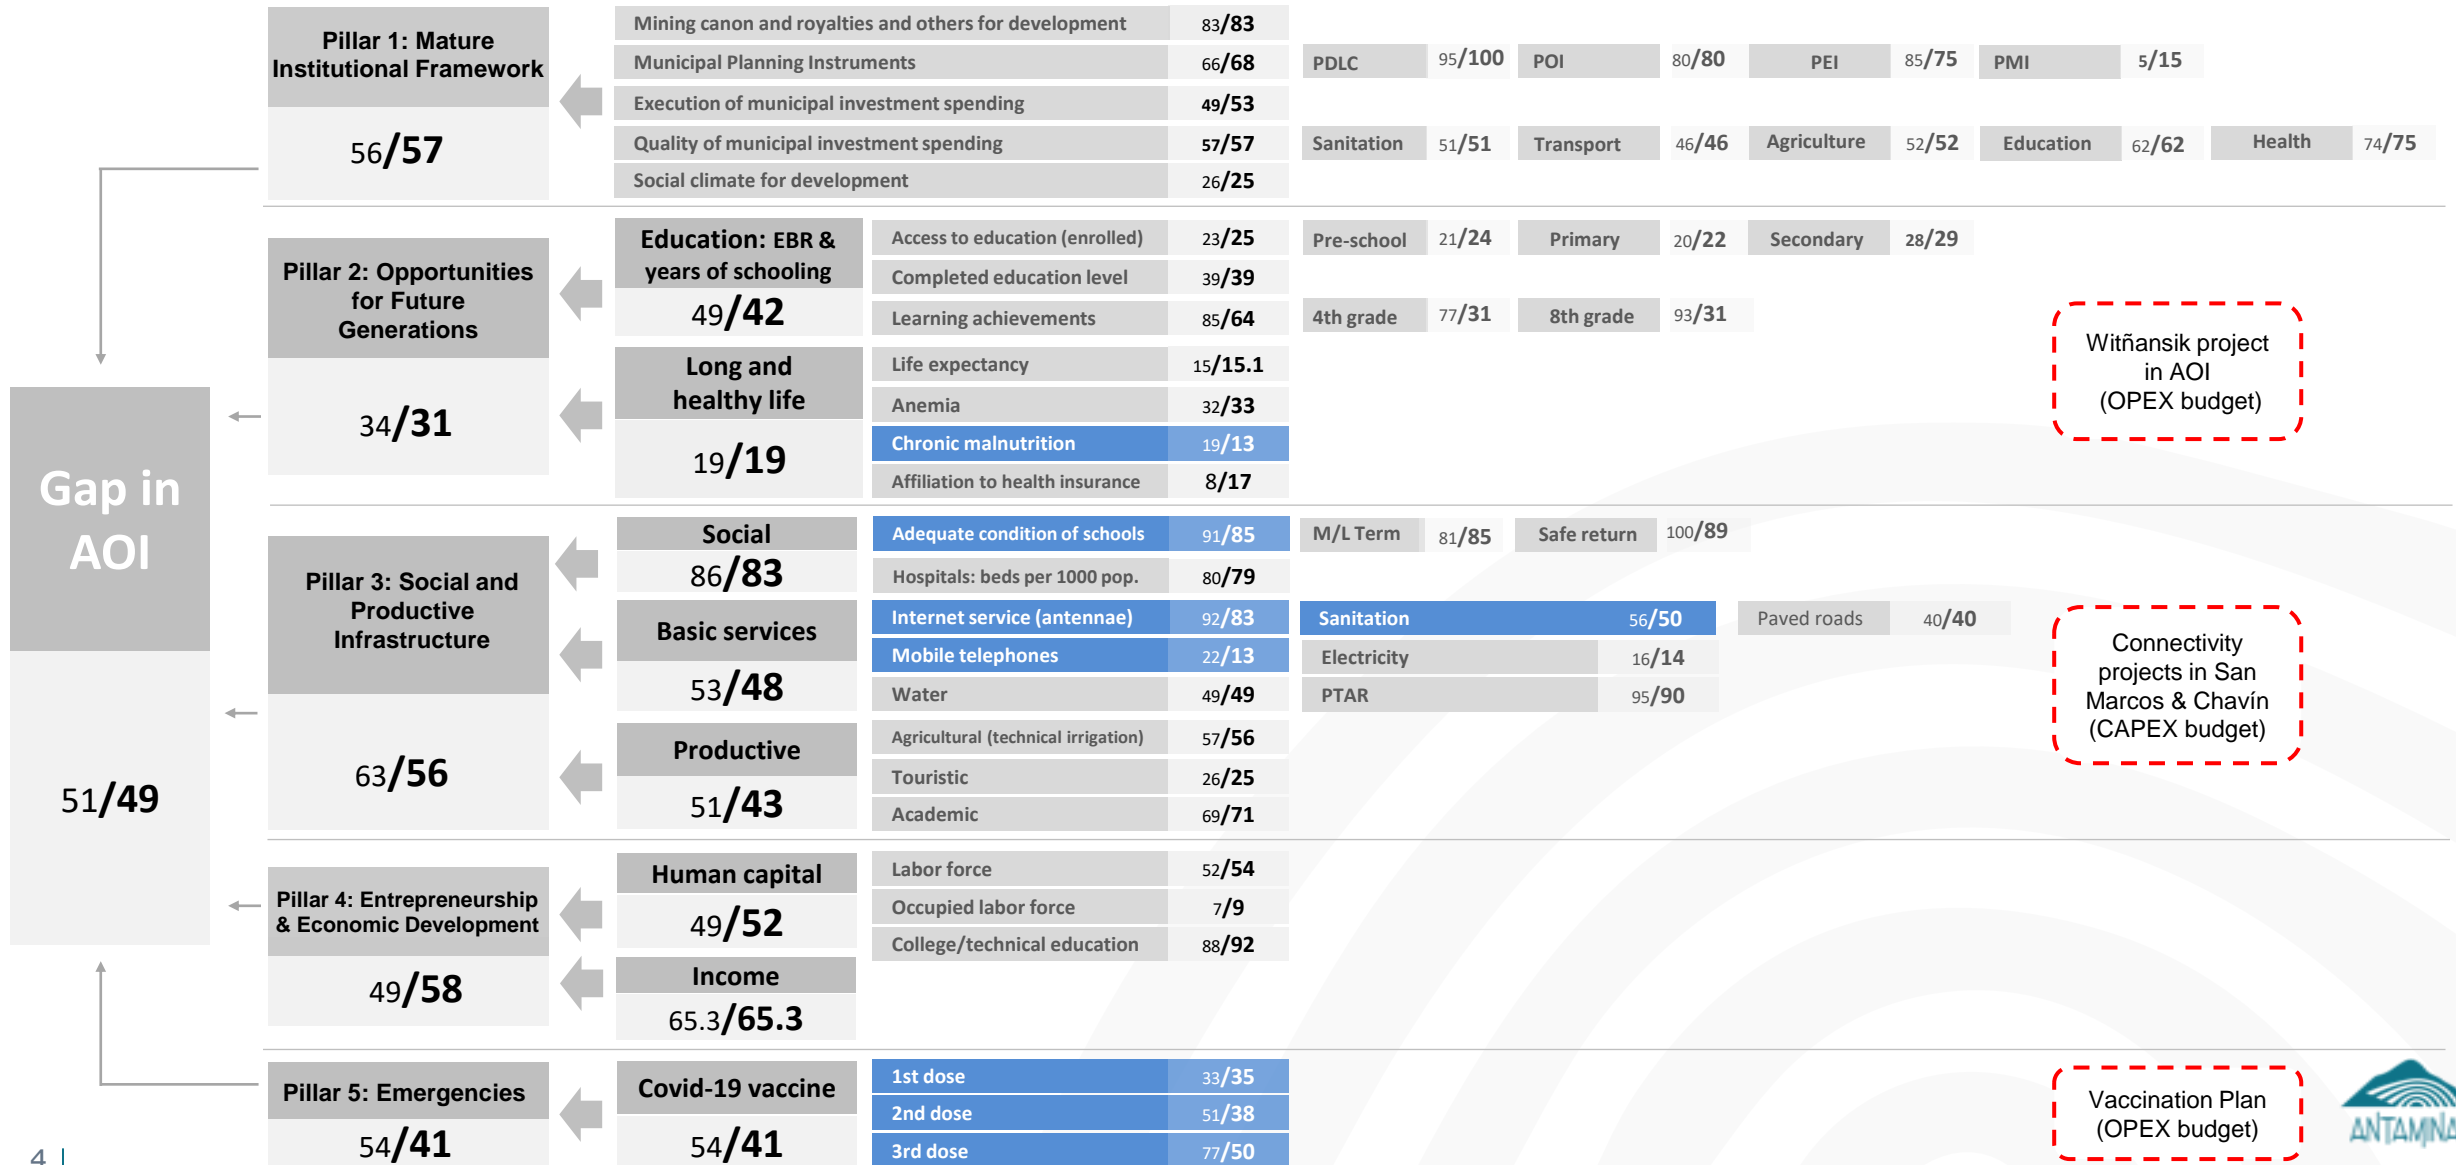 Pillar 1: Mature
Institutional Framework
56/57
Mining canon and royalties and others for development 83/83
Municipal Planning Instruments 66/68
PDLC 95/100 POI 80/80 PEI 85/75 PMI 5/15
Execution of municipal investment spending 49/53
Quality of municipal investment spending 57/57
Sanitation 51/51 Transport 46/46 Agriculture 52/52 Education 62/62 Health 74/75
Social climate for development 26/25
Pillar 2: Opportunities
for Future
Generations
34/31
Education: EBR &
years of schooling
49/42
Access to education (enrolled) 23/25
Pre-school 21/24 Primary 20/22 Secondary 28/29
Completed education level 39/39
Learning achievements 85/64
4th grade 77/31 8th grade 93/31
Long and
healthy life
19/19
Life expectancy 15/15.1
Anemia 32/33
Chronic malnutrition 19/13
Affiliation to health insurance 8/17
Witñansik project
in AOI
(OPEX budget)
Gap in
AOI
51/49
Pillar 3: Social and
Productive
Infrastructure
63/56
Social
86/83
Adequate condition of schools 91/85
M/L Term 81/85 Safe return 100/89
Hospitals: beds per 1000 pop. 80/79
Basic services
53/48
Internet service (antennae) 92/83
Sanitation 56/50 Paved roads 40/40
Mobile telephones 22/13
Electricity 16/14
Water 49/49
PTAR 95/90
Productive
51/43
Agricultural (technical irrigation) 57/56
Touristic 26/25
Academic 69/71
Connectivity
projects in San
Marcos & Chavín
(CAPEX budget)
Pillar 4: Entrepreneurship
& Economic Development
49/58
Human capital
49/52
Labor force 52/54
Occupied labor force 7/9
College/technical education 88/92
Income
65.3/65.3
Pillar 5: Emergencies
54/41
Covid-19 vaccine
54/41
1st dose 33/35
2nd dose 51/38
3rd dose 77/50
Vaccination Plan
(OPEX budget)
ANTAMINA
4